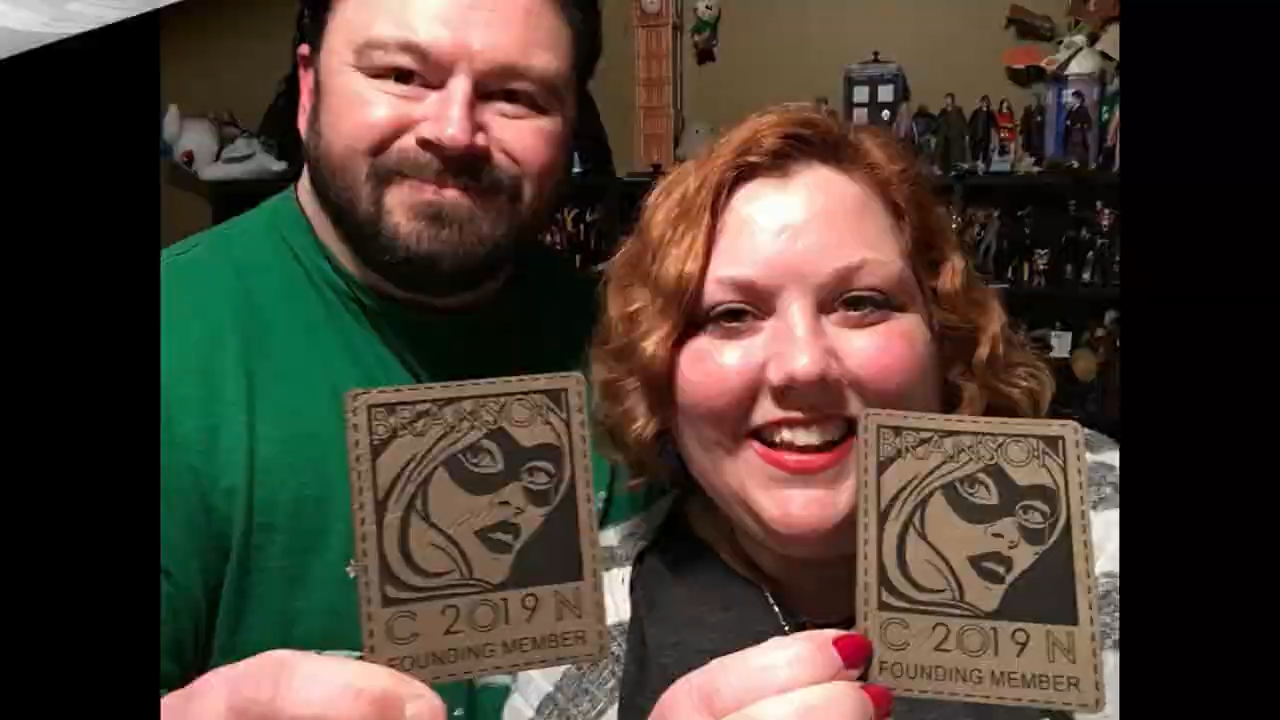 BRANSON
C 2019 N
FOUNDING MEMBER
BRANSON
C 2019 N
FOUNDING MEMBER